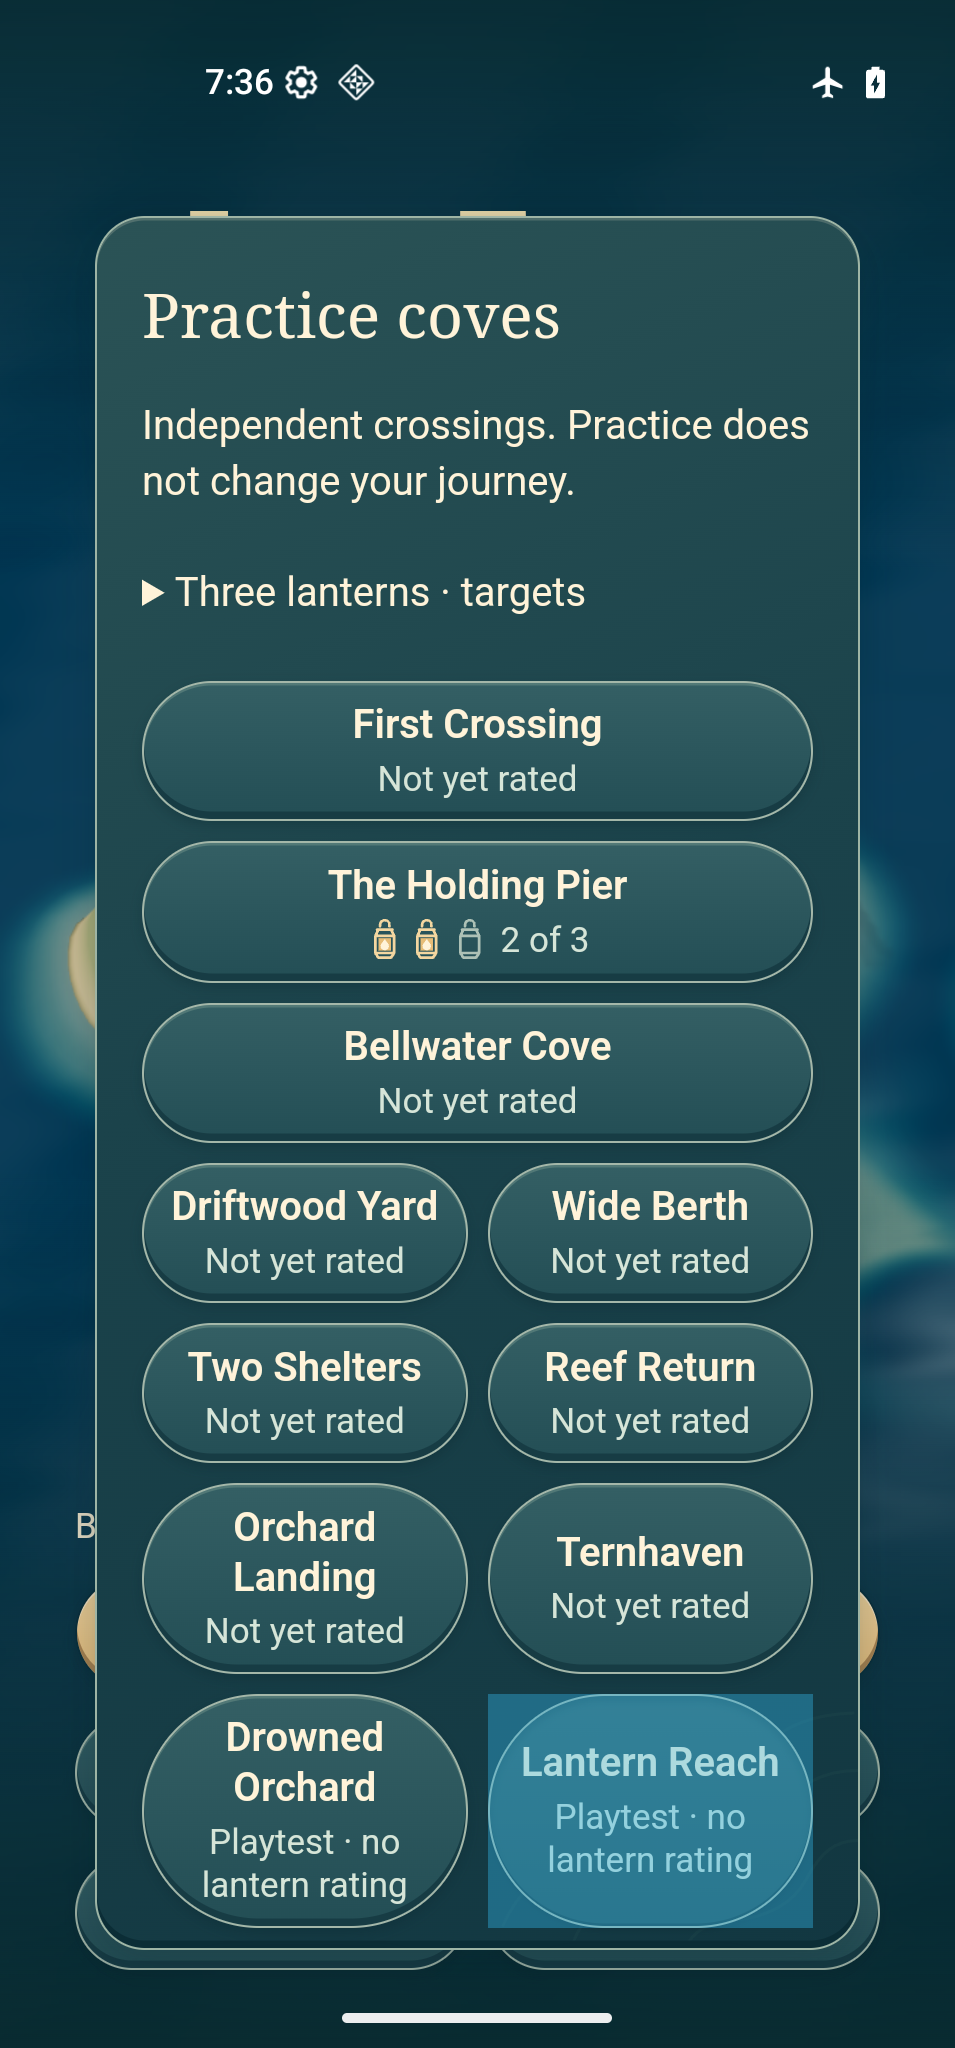 7:36
Practice coves
Independent crossings. Practice does
not change your journey.
Three lanterns · targets
First Crossing
Not yet rated
The Holding Pier
2 of 3
Bellwater Cove
Not yet rated
Driftwood Yard
Not yet rated
Wide Berth
Not yet rated
Two Shelters
Not yet rated
Reef Return
Not yet rated
Orchard
Landing
Not yet rated
Ternhaven
Not yet rated
B
Drowned
Orchard
Playtest · no
lantern rating
Lantern Reach
Playtest · no
lantern rating